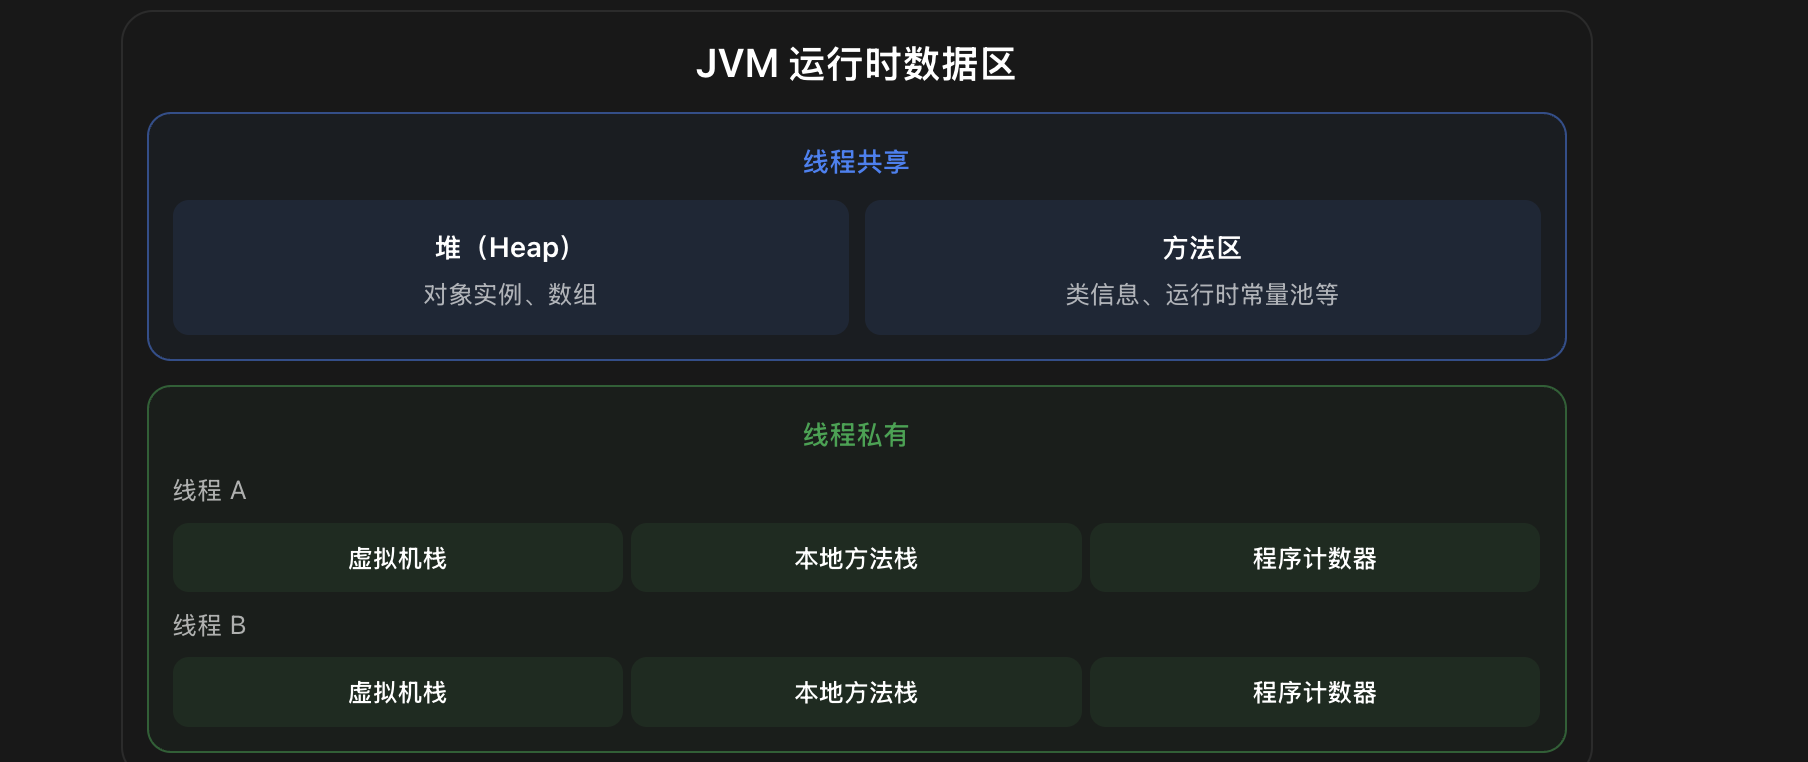 JVM 运行时数据区
线程共享
堆（Heap）
对象实例、数组
方法区
类信息、运行时常量池等
线程私有
线程 A
虚拟机栈
本地方法栈
程序计数器
线程 B
虚拟机栈
本地方法栈
程序计数器